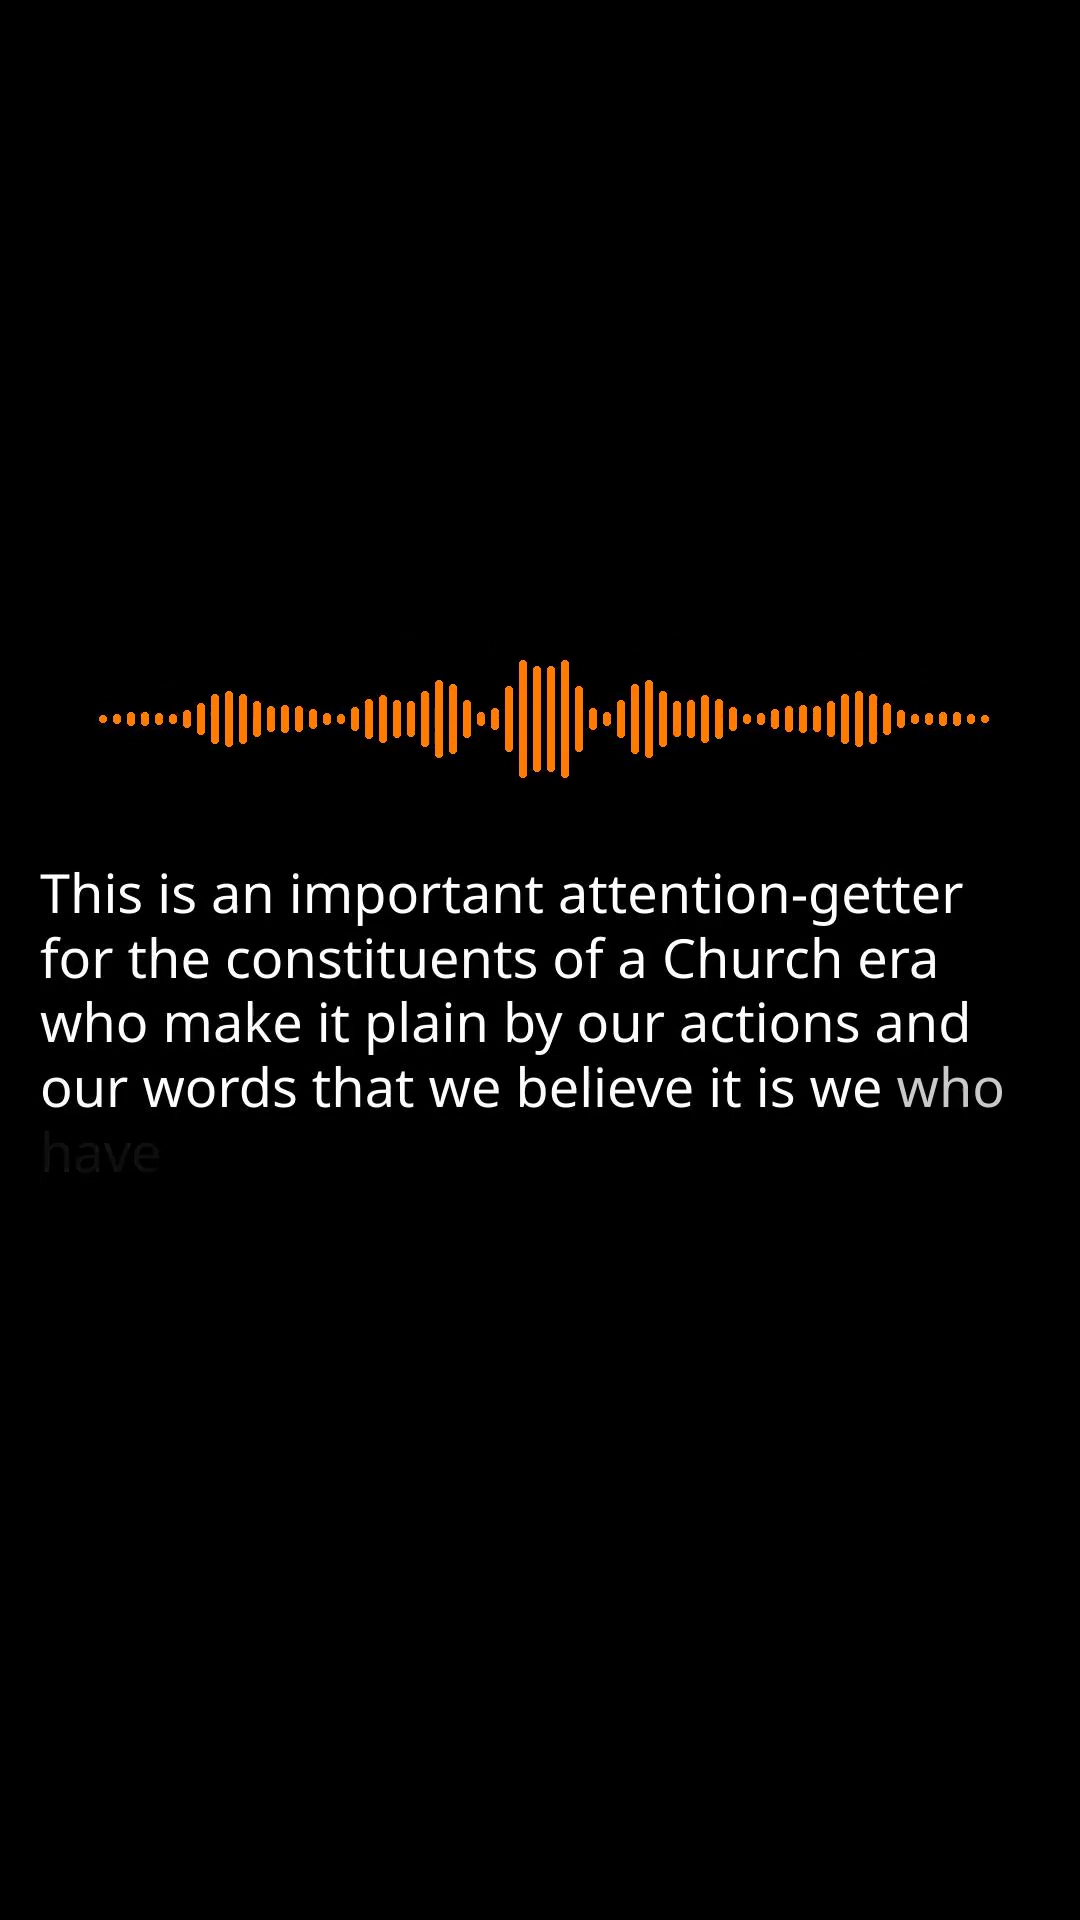 This is an important attention-getter
for the constituents of a Church era
who make it plain by our actions and
our words that we believe it is we who
have